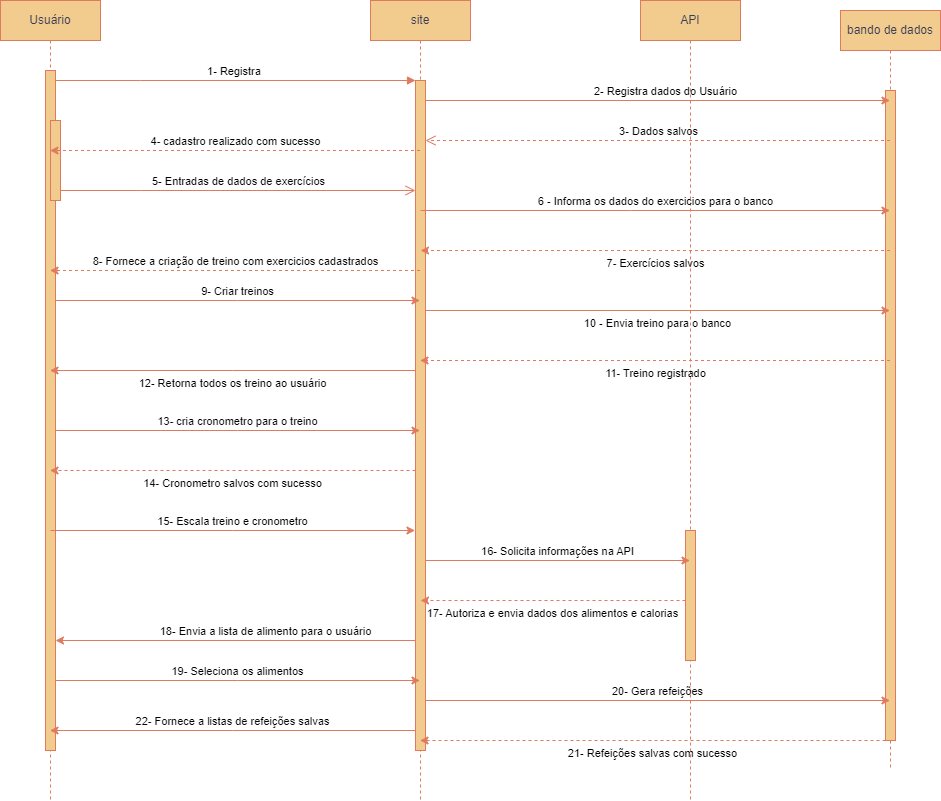 Usuário
site
API
bando de dados
1- Registra
2- Registra dados do Usuário
3- Dados salvos
4- cadastro realizado com sucesso
5- Entradas de dados de exercícios
6 - Informa os dados do exercicios para o banco
7- Exercícios salvos
8- Fornece a criação de treino com exercicios cadastrados
9- Criar treinos
10 - Envia treino para o banco
11- Treino registrado
12- Retorna todos os treino ao usuário
13- cria cronometro para o treino
14- Cronometro salvos com sucesso
15- Escala treino e cronometro
16- Solicita informações na API
17- Autoriza e envia dados dos alimentos e calorias
18- Envia a lista de alimento para o usuário
19- Seleciona os alimentos
20- Gera refeições
22- Fornece a listas de refeições salvas
21- Refeições salvas com sucesso